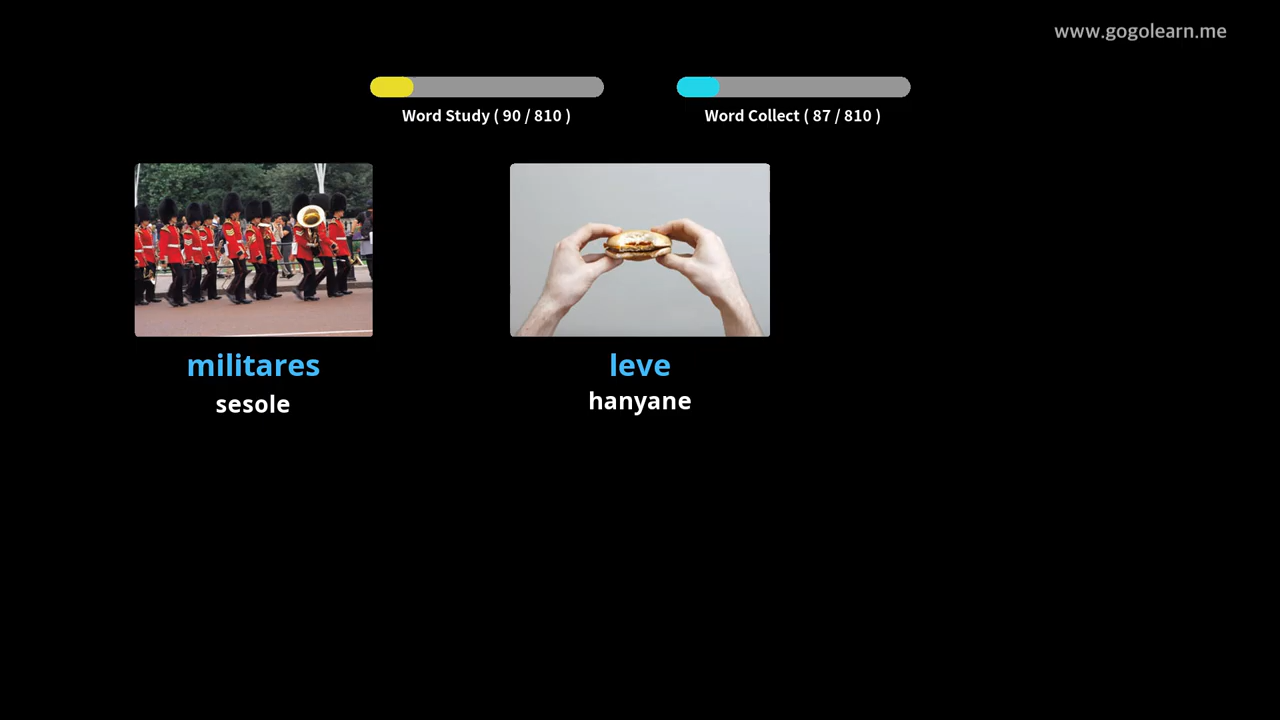 www.gogolearn.me
Word Study ( 90 / 810 )
Word Collect ( 87 / 810 )
militares
sesole
leve
hanyane